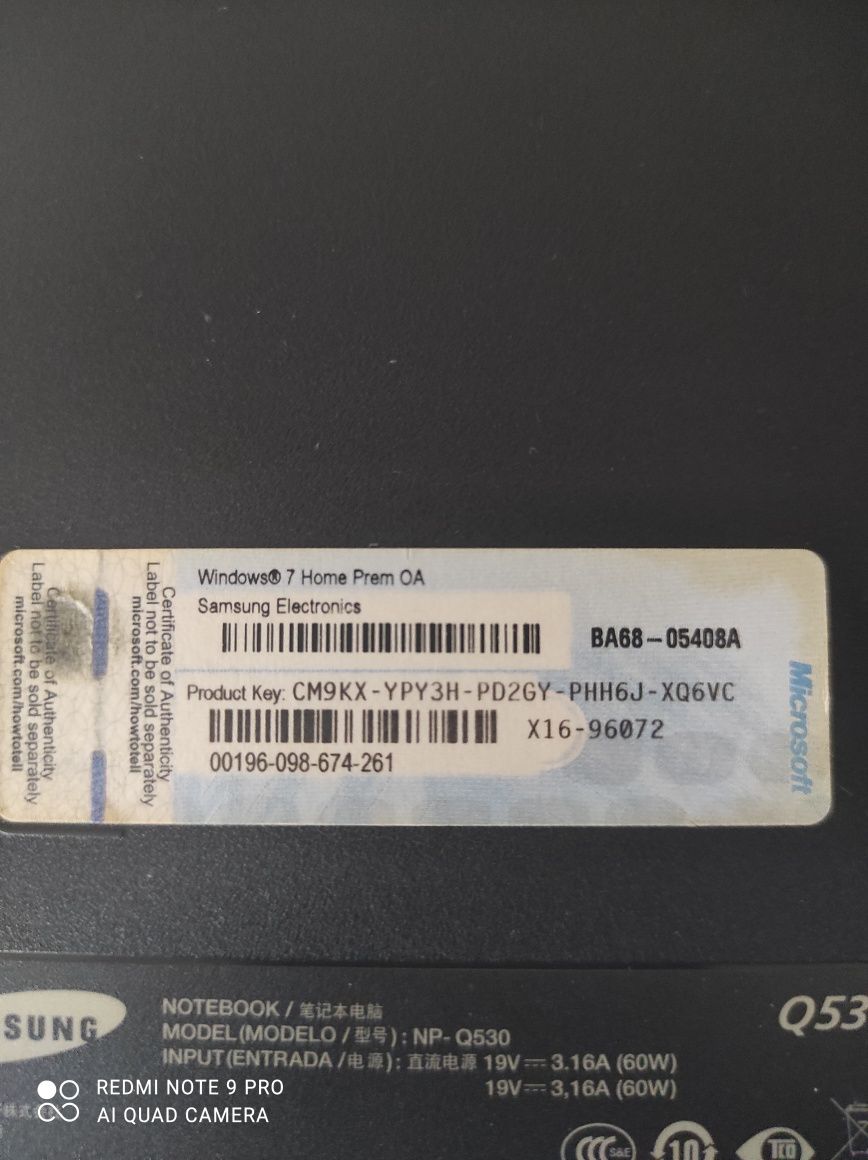 Windows® 7 Home Prem OA
Samsung Electronics
BA68-05408A
Product Key: CM9KX-YPY3H-PD2GY-PHH6J-XQ6VC
X16-96072
00196-098-674-261
Certificate of Authenticity
Label not to be sold separately
microsoft.com/howtotell
Certificate of Authenticity
Label not to be sold separately
microsoft.com/howtotell
Microsoft
SUNG
NOTEBOOK / 笔记本电脑
MODEL(MODELO / 型号) : NP- Q530
INPUT(ENTRADA / 电源) : 直流电源 19V⎓3.16A (60W)
19V⎓3,16A (60W)
Q53
REDMI NOTE 9 PRO
AI QUAD CAMERA
CCC S&E
10
TCO